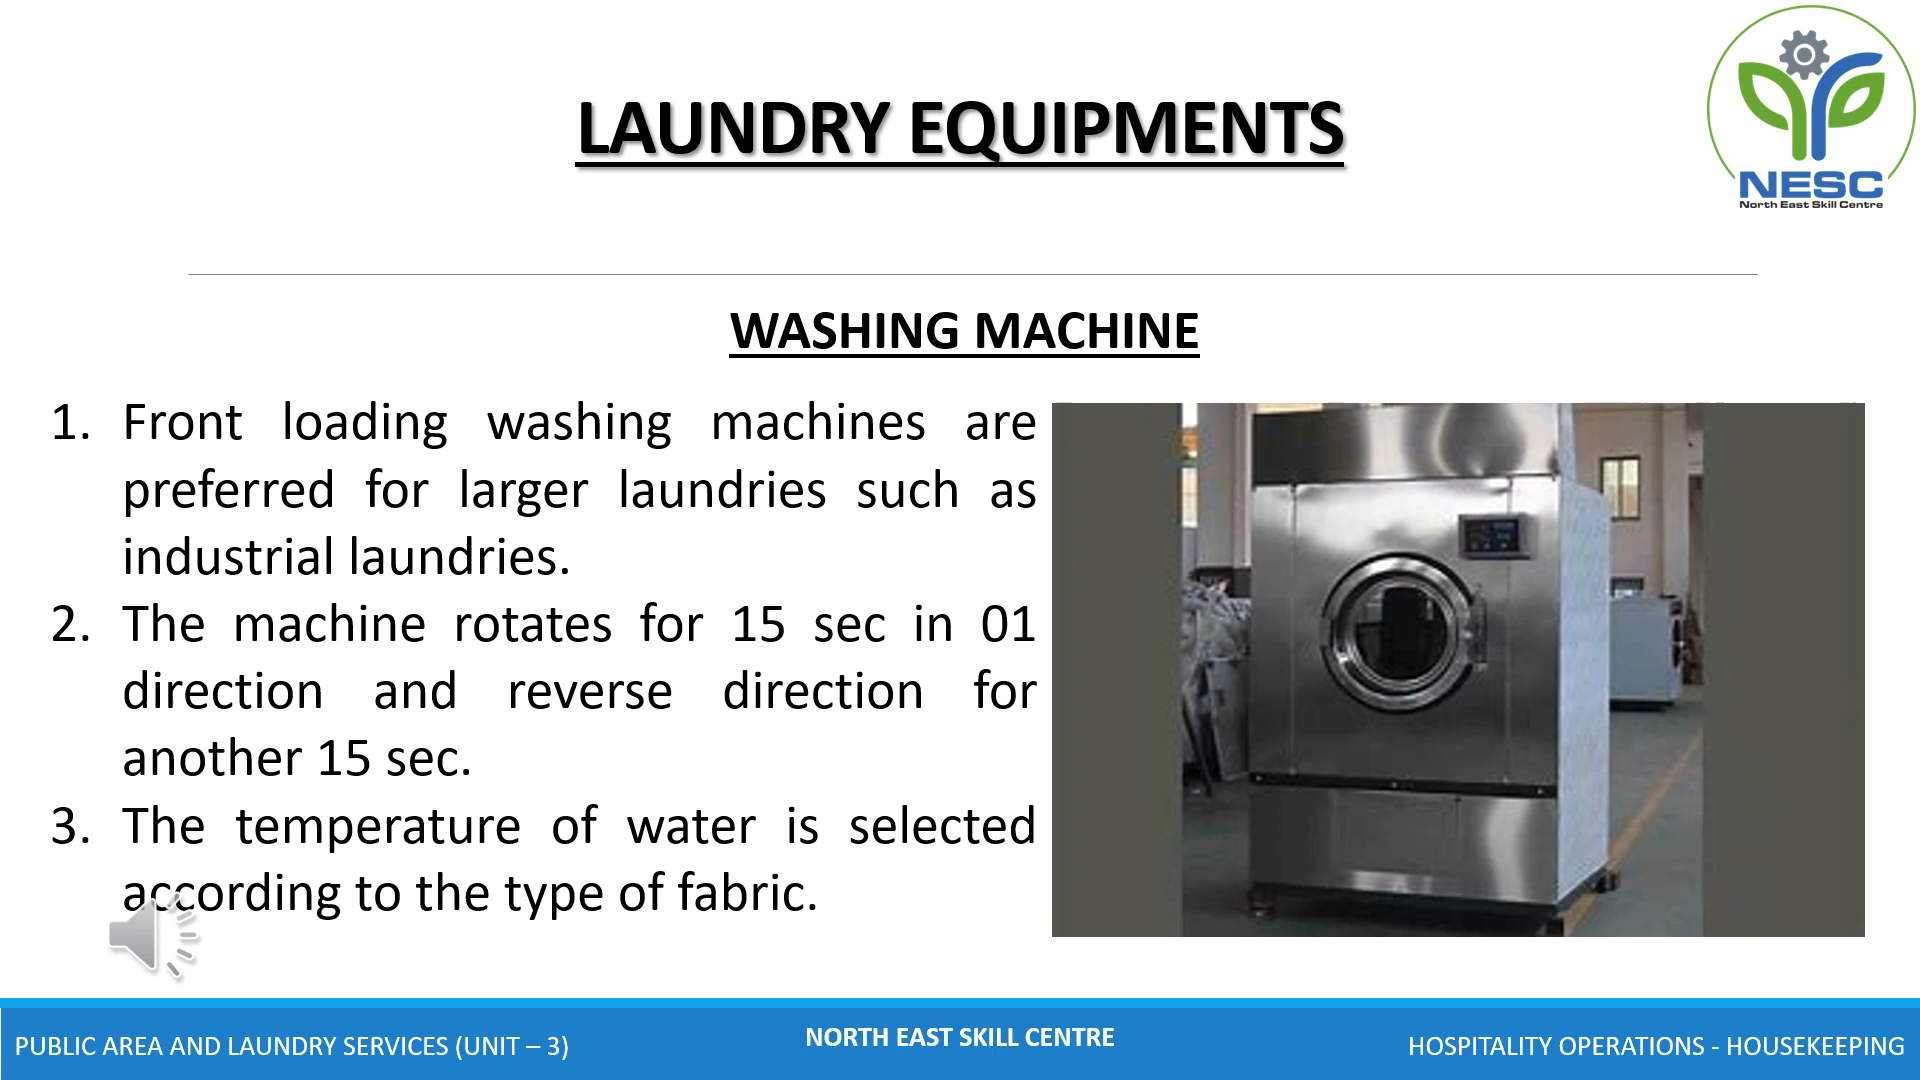 LAUNDRY EQUIPMENTS
NESC
North East Skill Centre
WASHING MACHINE
1. Front loading washing machines are
preferred for larger laundries such as
industrial laundries.
2. The machine rotates for 15 sec in 01
direction and reverse direction for
another 15 sec.
3. The temperature of water is selected
according to the type of fabric.
PUBLIC AREA AND LAUNDRY SERVICES (UNIT – 3)
NORTH EAST SKILL CENTRE
HOSPITALITY OPERATIONS - HOUSEKEEPING